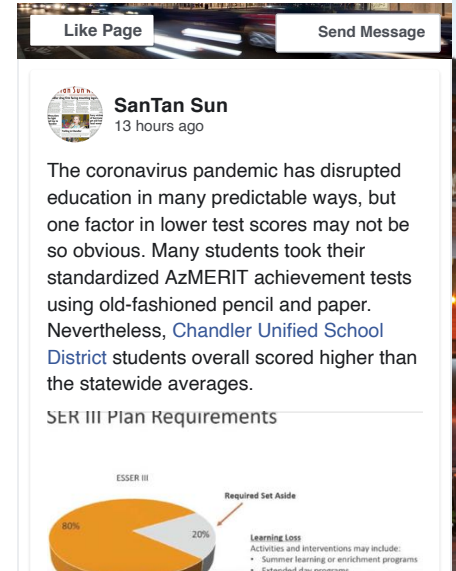 Like Page
Send Message
SanTan Sun
13 hours ago
The coronavirus pandemic has disrupted
education in many predictable ways, but
one factor in lower test scores may not be
so obvious. Many students took their
standardized AzMERIT achievement tests
using old-fashioned pencil and paper.
Nevertheless, Chandler Unified School
District students overall scored higher than
the statewide averages.
SER III Plan Requirements
ESSER III
Required Set Aside
80%
20%
Learning Loss
Activities and interventions may include:
• Summer learning or enrichment programs
• Extended day programs